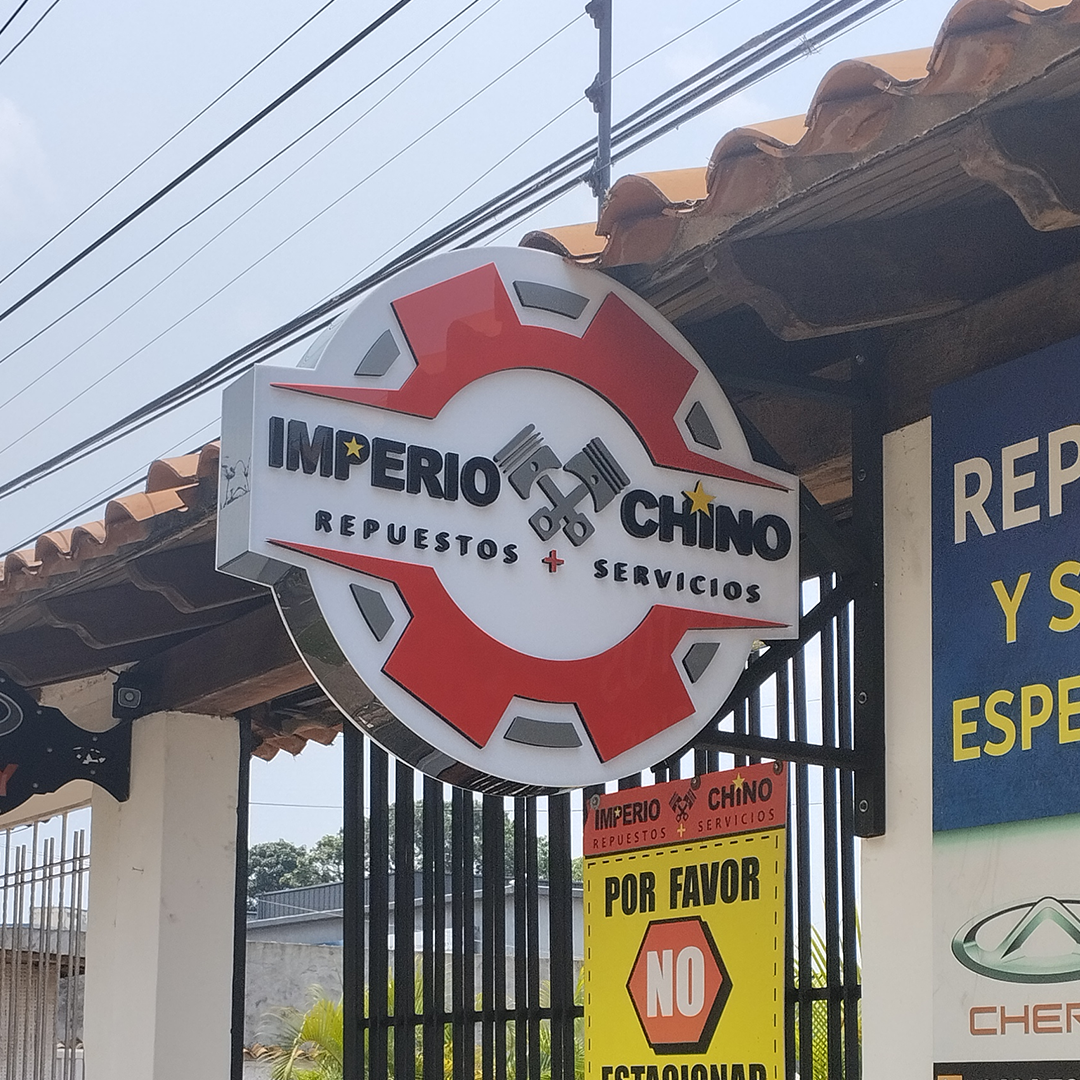 IMPERIO CHINO
REPUESTOS + SERVICIOS
IMPERIO CHINO
REPUESTOS + SERVICIOS
POR FAVOR
NO
ESTACIONAR
REP
Y S
ESPE
CHER